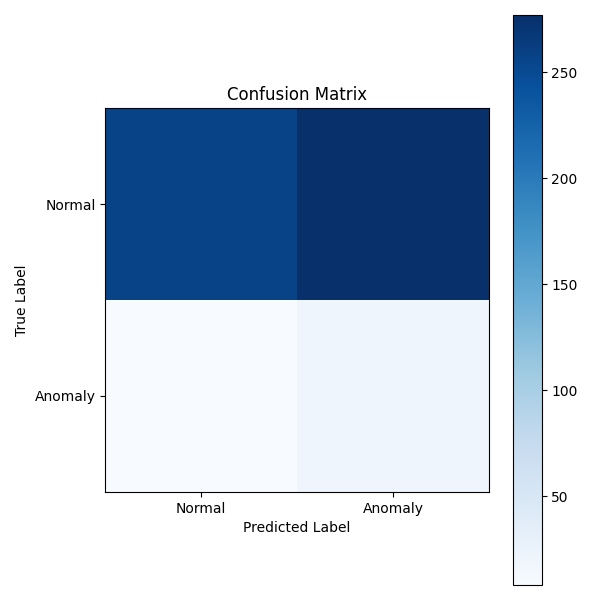 Confusion Matrix
True Label
Normal
Anomaly
Normal Anomaly
Predicted Label
250
200
150
100
50